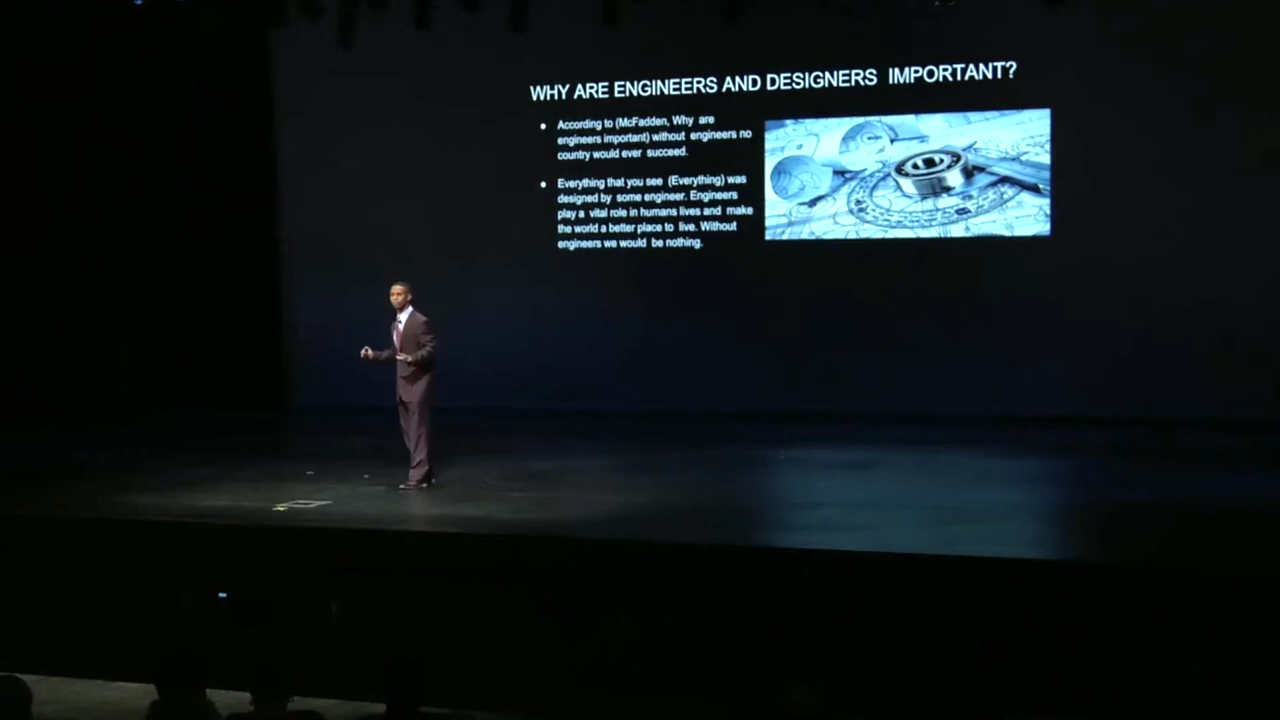 WHY ARE ENGINEERS AND DESIGNERS IMPORTANT?
According to (McFadden, Why are
engineers important) without engineers no
country would ever succeed.
Everything that you see (Everything) was
designed by some engineer. Engineers
play a vital role in humans lives and make
the world a better place to live. Without
engineers we would be nothing.